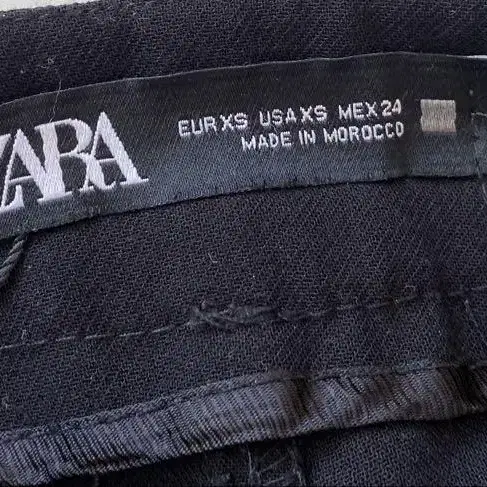 ZARA
EUR XS USA XS MEX 24
MADE IN MOROCCO